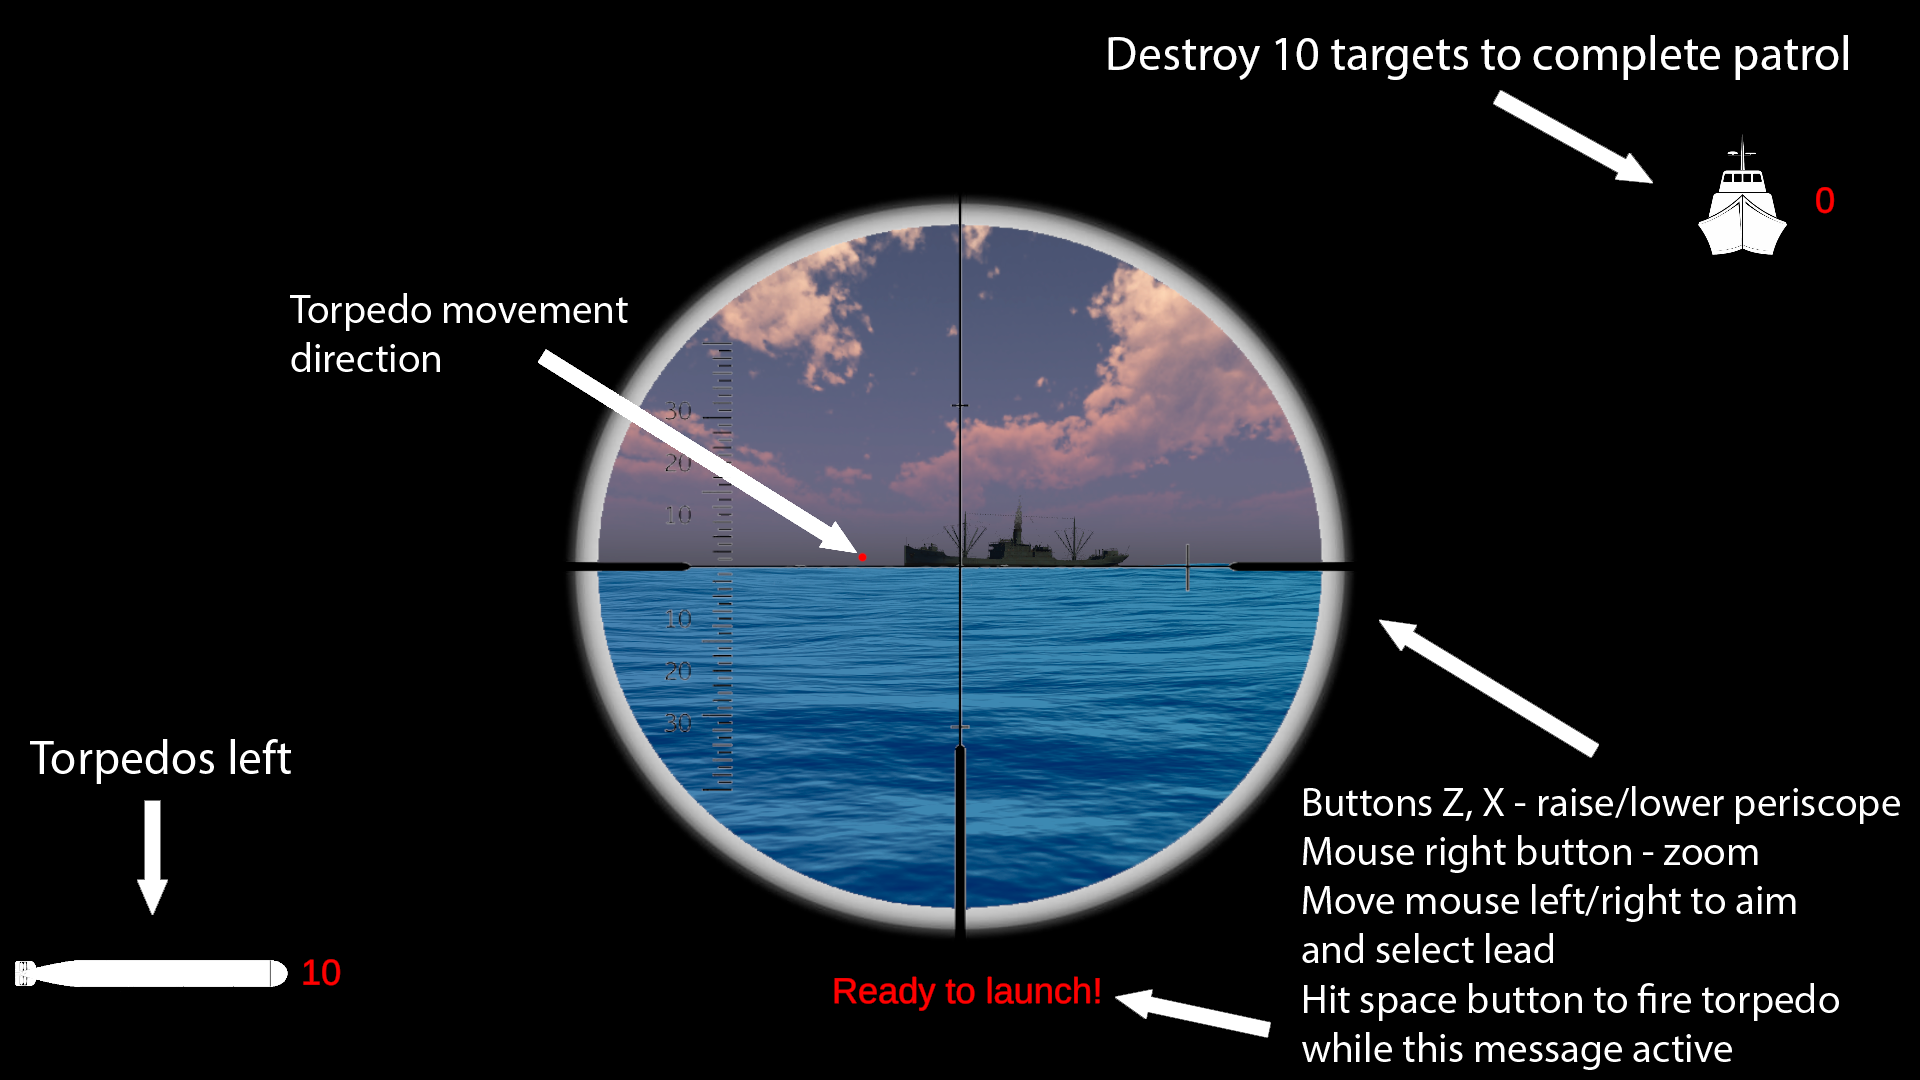 Destroy 10 targets to complete patrol
0
Torpedo movement
direction
30
20
10
10
20
30
Torpedos left
10
Buttons Z, X - raise/lower periscope
Mouse right button - zoom
Move mouse left/right to aim
and select lead
Hit space button to fire torpedo
while this message active
Ready to launch!